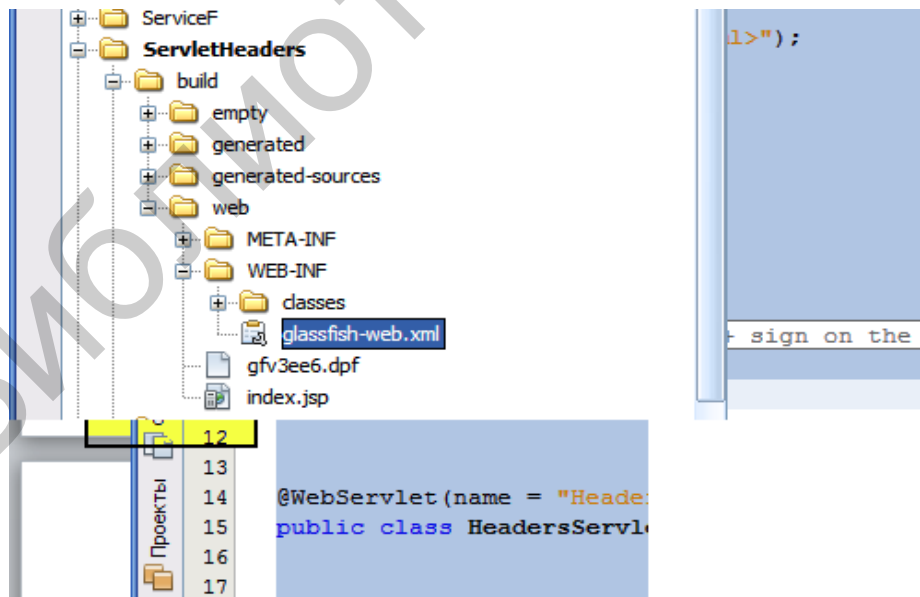 ServiceF
l>");
ServletHeaders
build
empty
generated
generated-sources
web
META-INF
WEB-INF
classes
glassfish-web.xml
+ sign on the
gfv3ee6.dpf
index.jsp
12
13
14 @WebServlet(name = "Heade
15 public class HeadersServl
16
17
Проекты